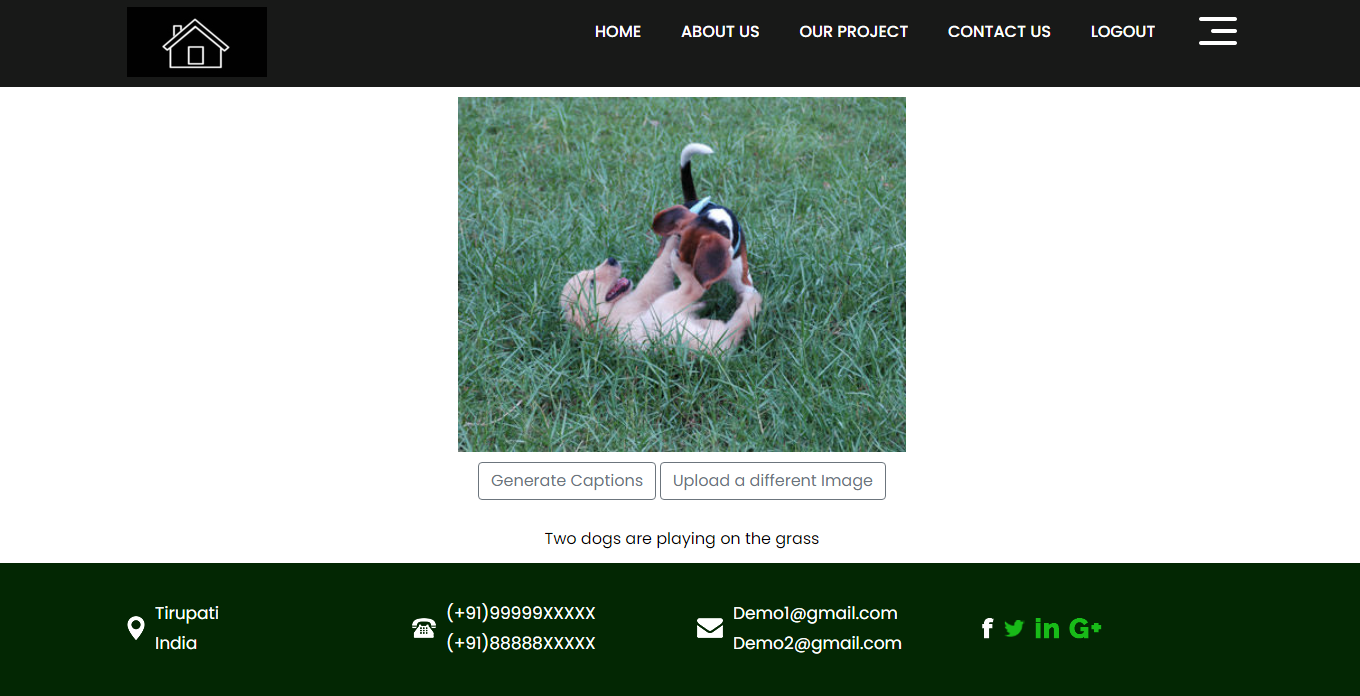 HOME ABOUT US OUR PROJECT CONTACT US LOGOUT
Generate Captions Upload a different Image
Two dogs are playing on the grass
Tirupati
India
(+91)99999XXXXX
(+91)88888XXXXX
Demo1@gmail.com
Demo2@gmail.com
f in G+